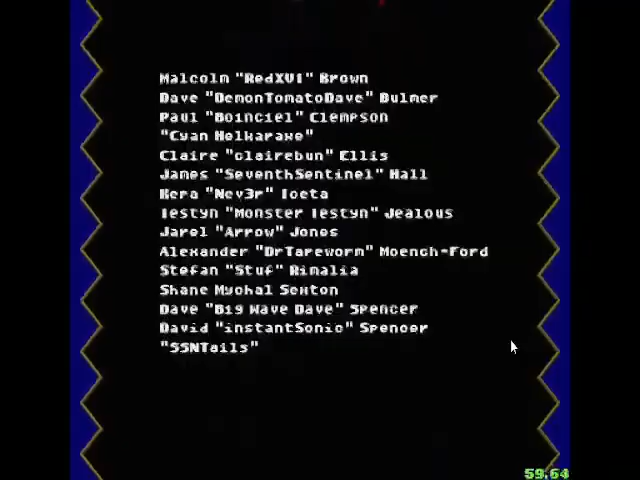 Malcolm "RedXVI" Brown
Dave "DemonTomatoDave" Bulmer
Paul "Boinciel" Clempson
"Cyan Helkaraxe"
Claire "clairebun" Ellis
James "SeventhSentinel" Hall
Kera "Nev3r" Ioeta
Iestyn "Monster Iestyn" Jealous
Jarel "Arrow" Jones
Alexander "DrTapeworm" Moench-Ford
Stefan "Stuf" Rimalia
Shane Mychal Sexton
Dave "Big Wave Dave" Spencer
David "instantSonic" Spencer
"SSNTails"
59.64